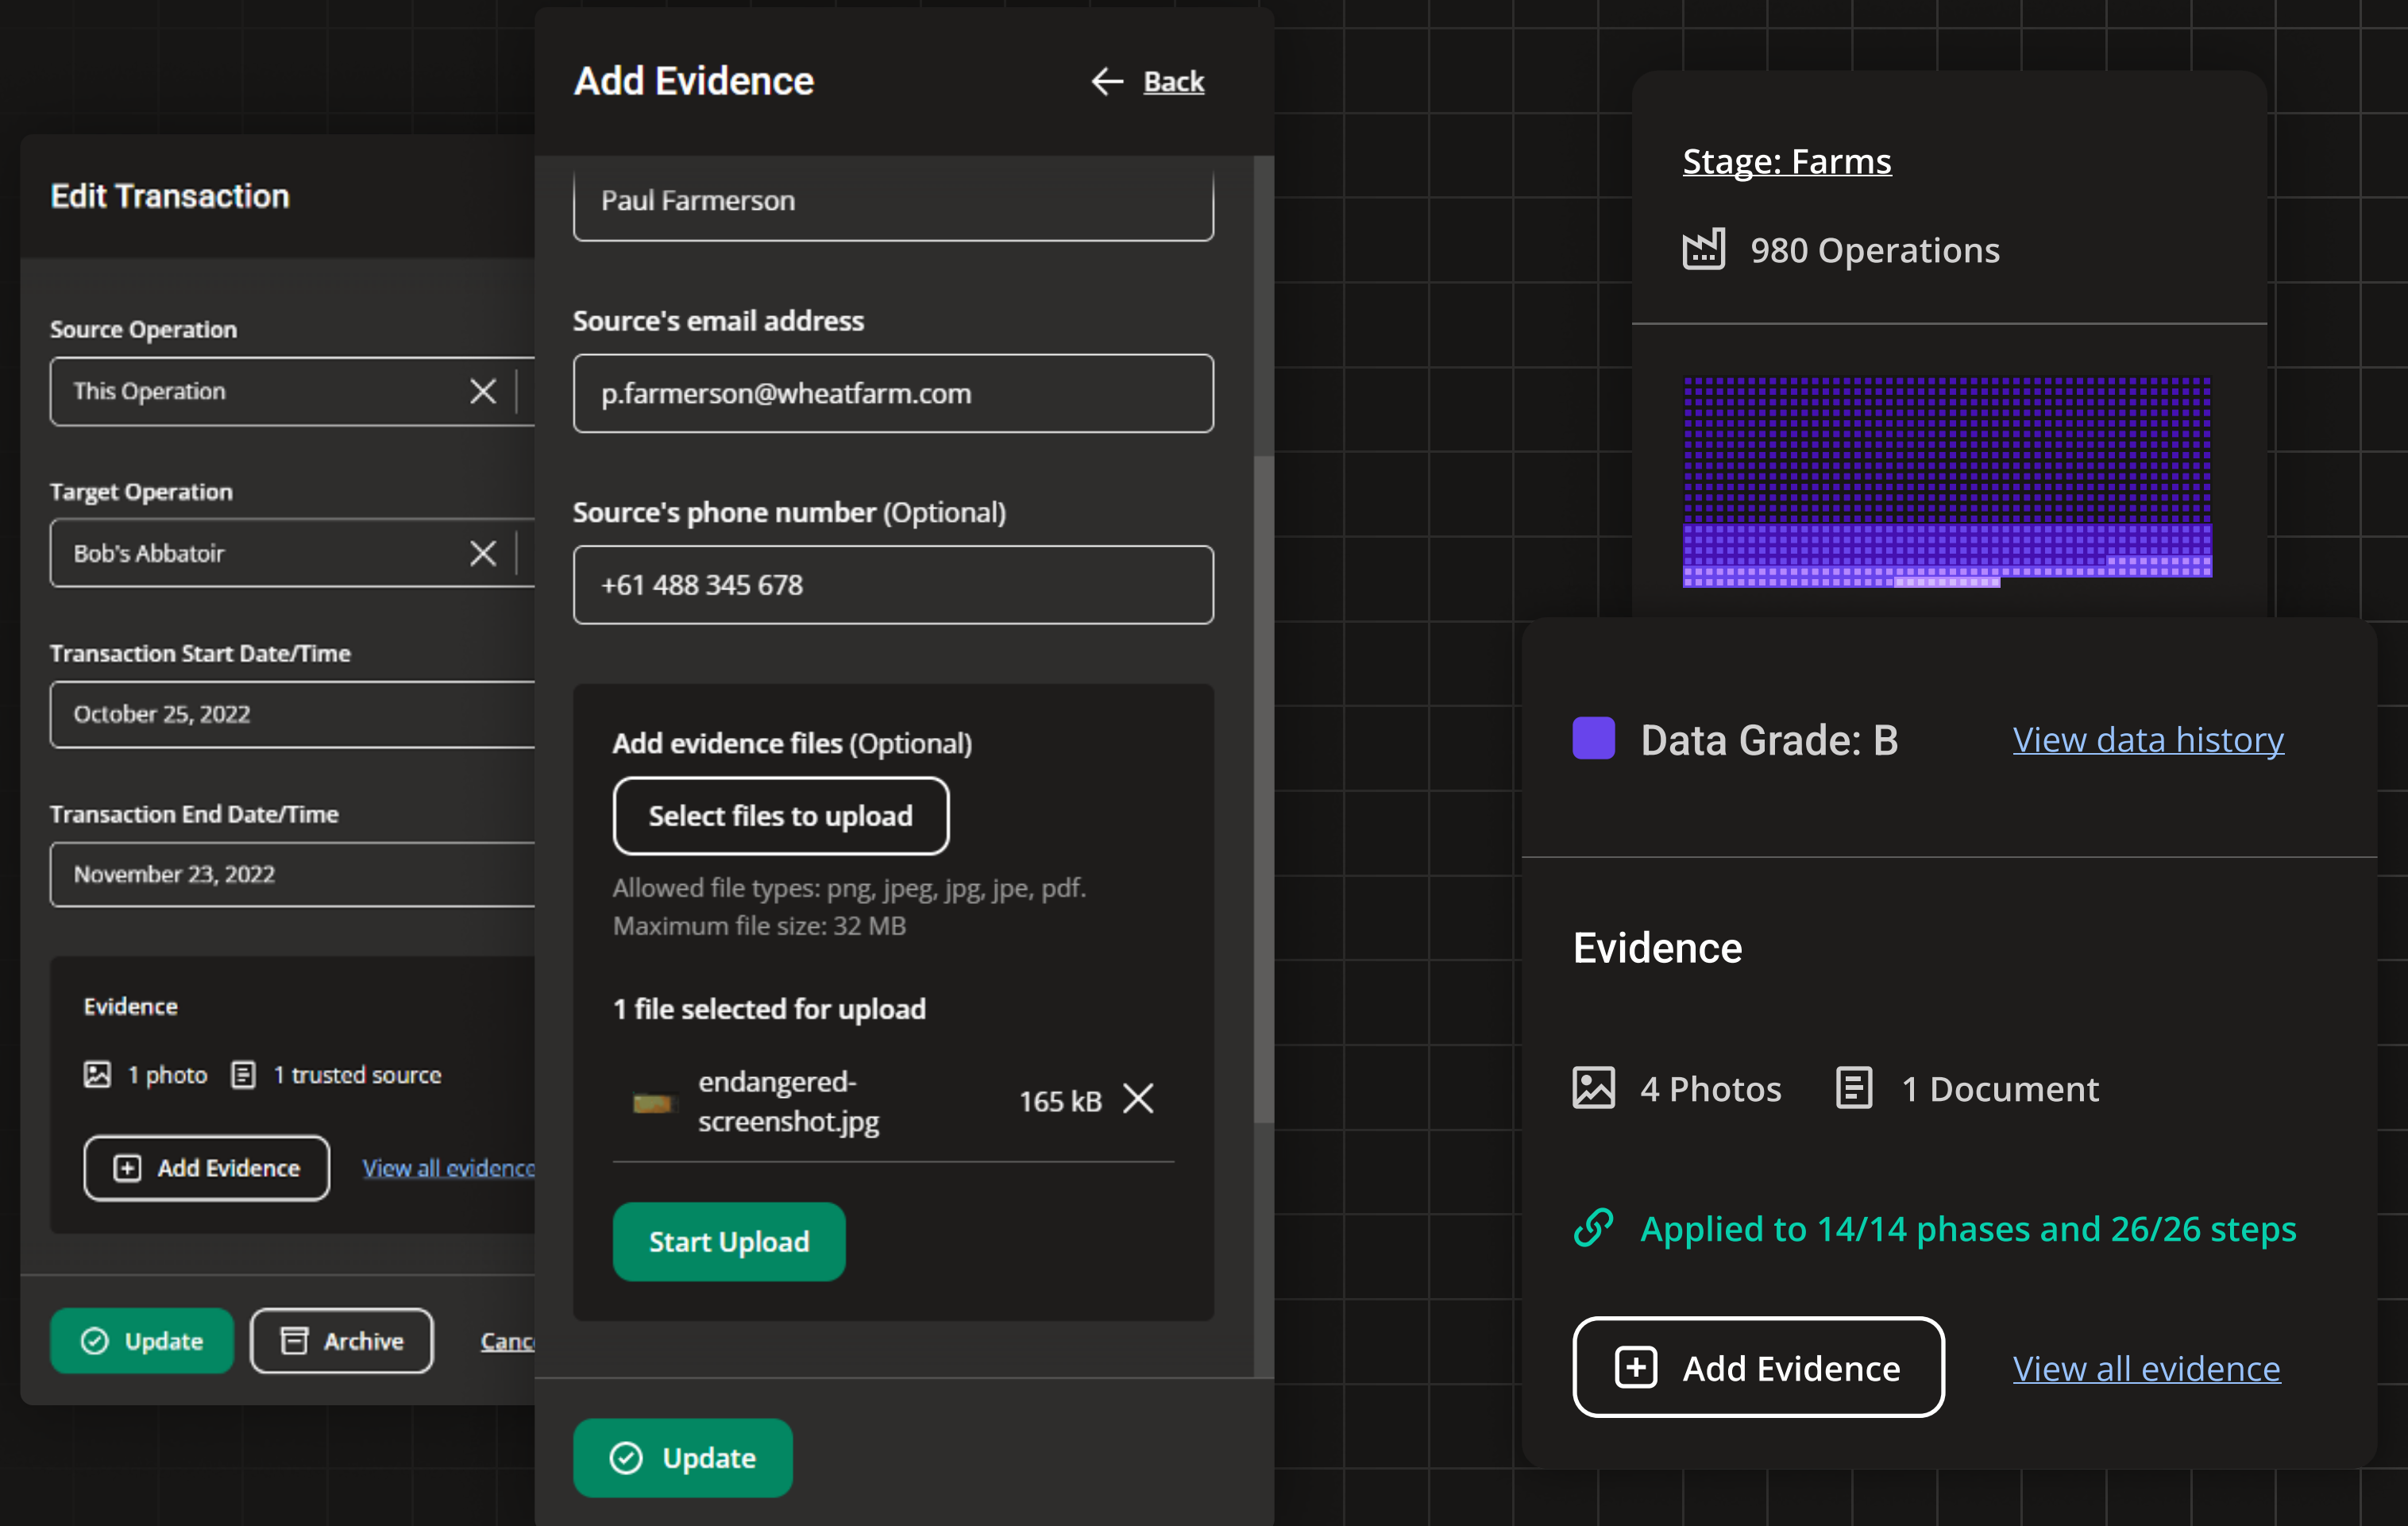 Edit Transaction
Source Operation
This Operation
Target Operation
Bob's Abbatoir
Transaction Start Date/Time
October 25, 2022
Transaction End Date/Time
November 23, 2022
Evidence
1 photo 1 trusted source
Add Evidence View all evidence
Update Archive Canc
Add Evidence Back
Paul Farmerson
Source's email address
p.farmerson@wheatfarm.com
Source's phone number (Optional)
+61 488 345 678
Add evidence files (Optional)
Select files to upload
Allowed file types: png, jpeg, jpg, jpe, pdf.
Maximum file size: 32 MB
1 file selected for upload
endangered-
screenshot.jpg
165 kB
Start Upload
Update
Stage: Farms
980 Operations
Data Grade: B View data history
Evidence
4 Photos 1 Document
Applied to 14/14 phases and 26/26 steps
Add Evidence View all evidence